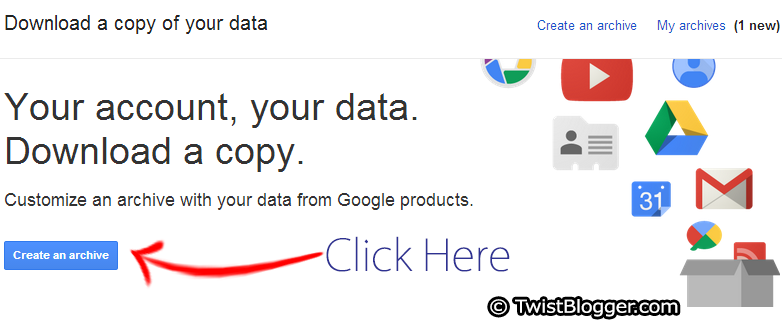 Download a copy of your data
Create an archive My archives (1 new)
Your account, your data.
Download a copy.
Customize an archive with your data from Google products.
31
Create an archive
Click Here
© TwistBlogger.com